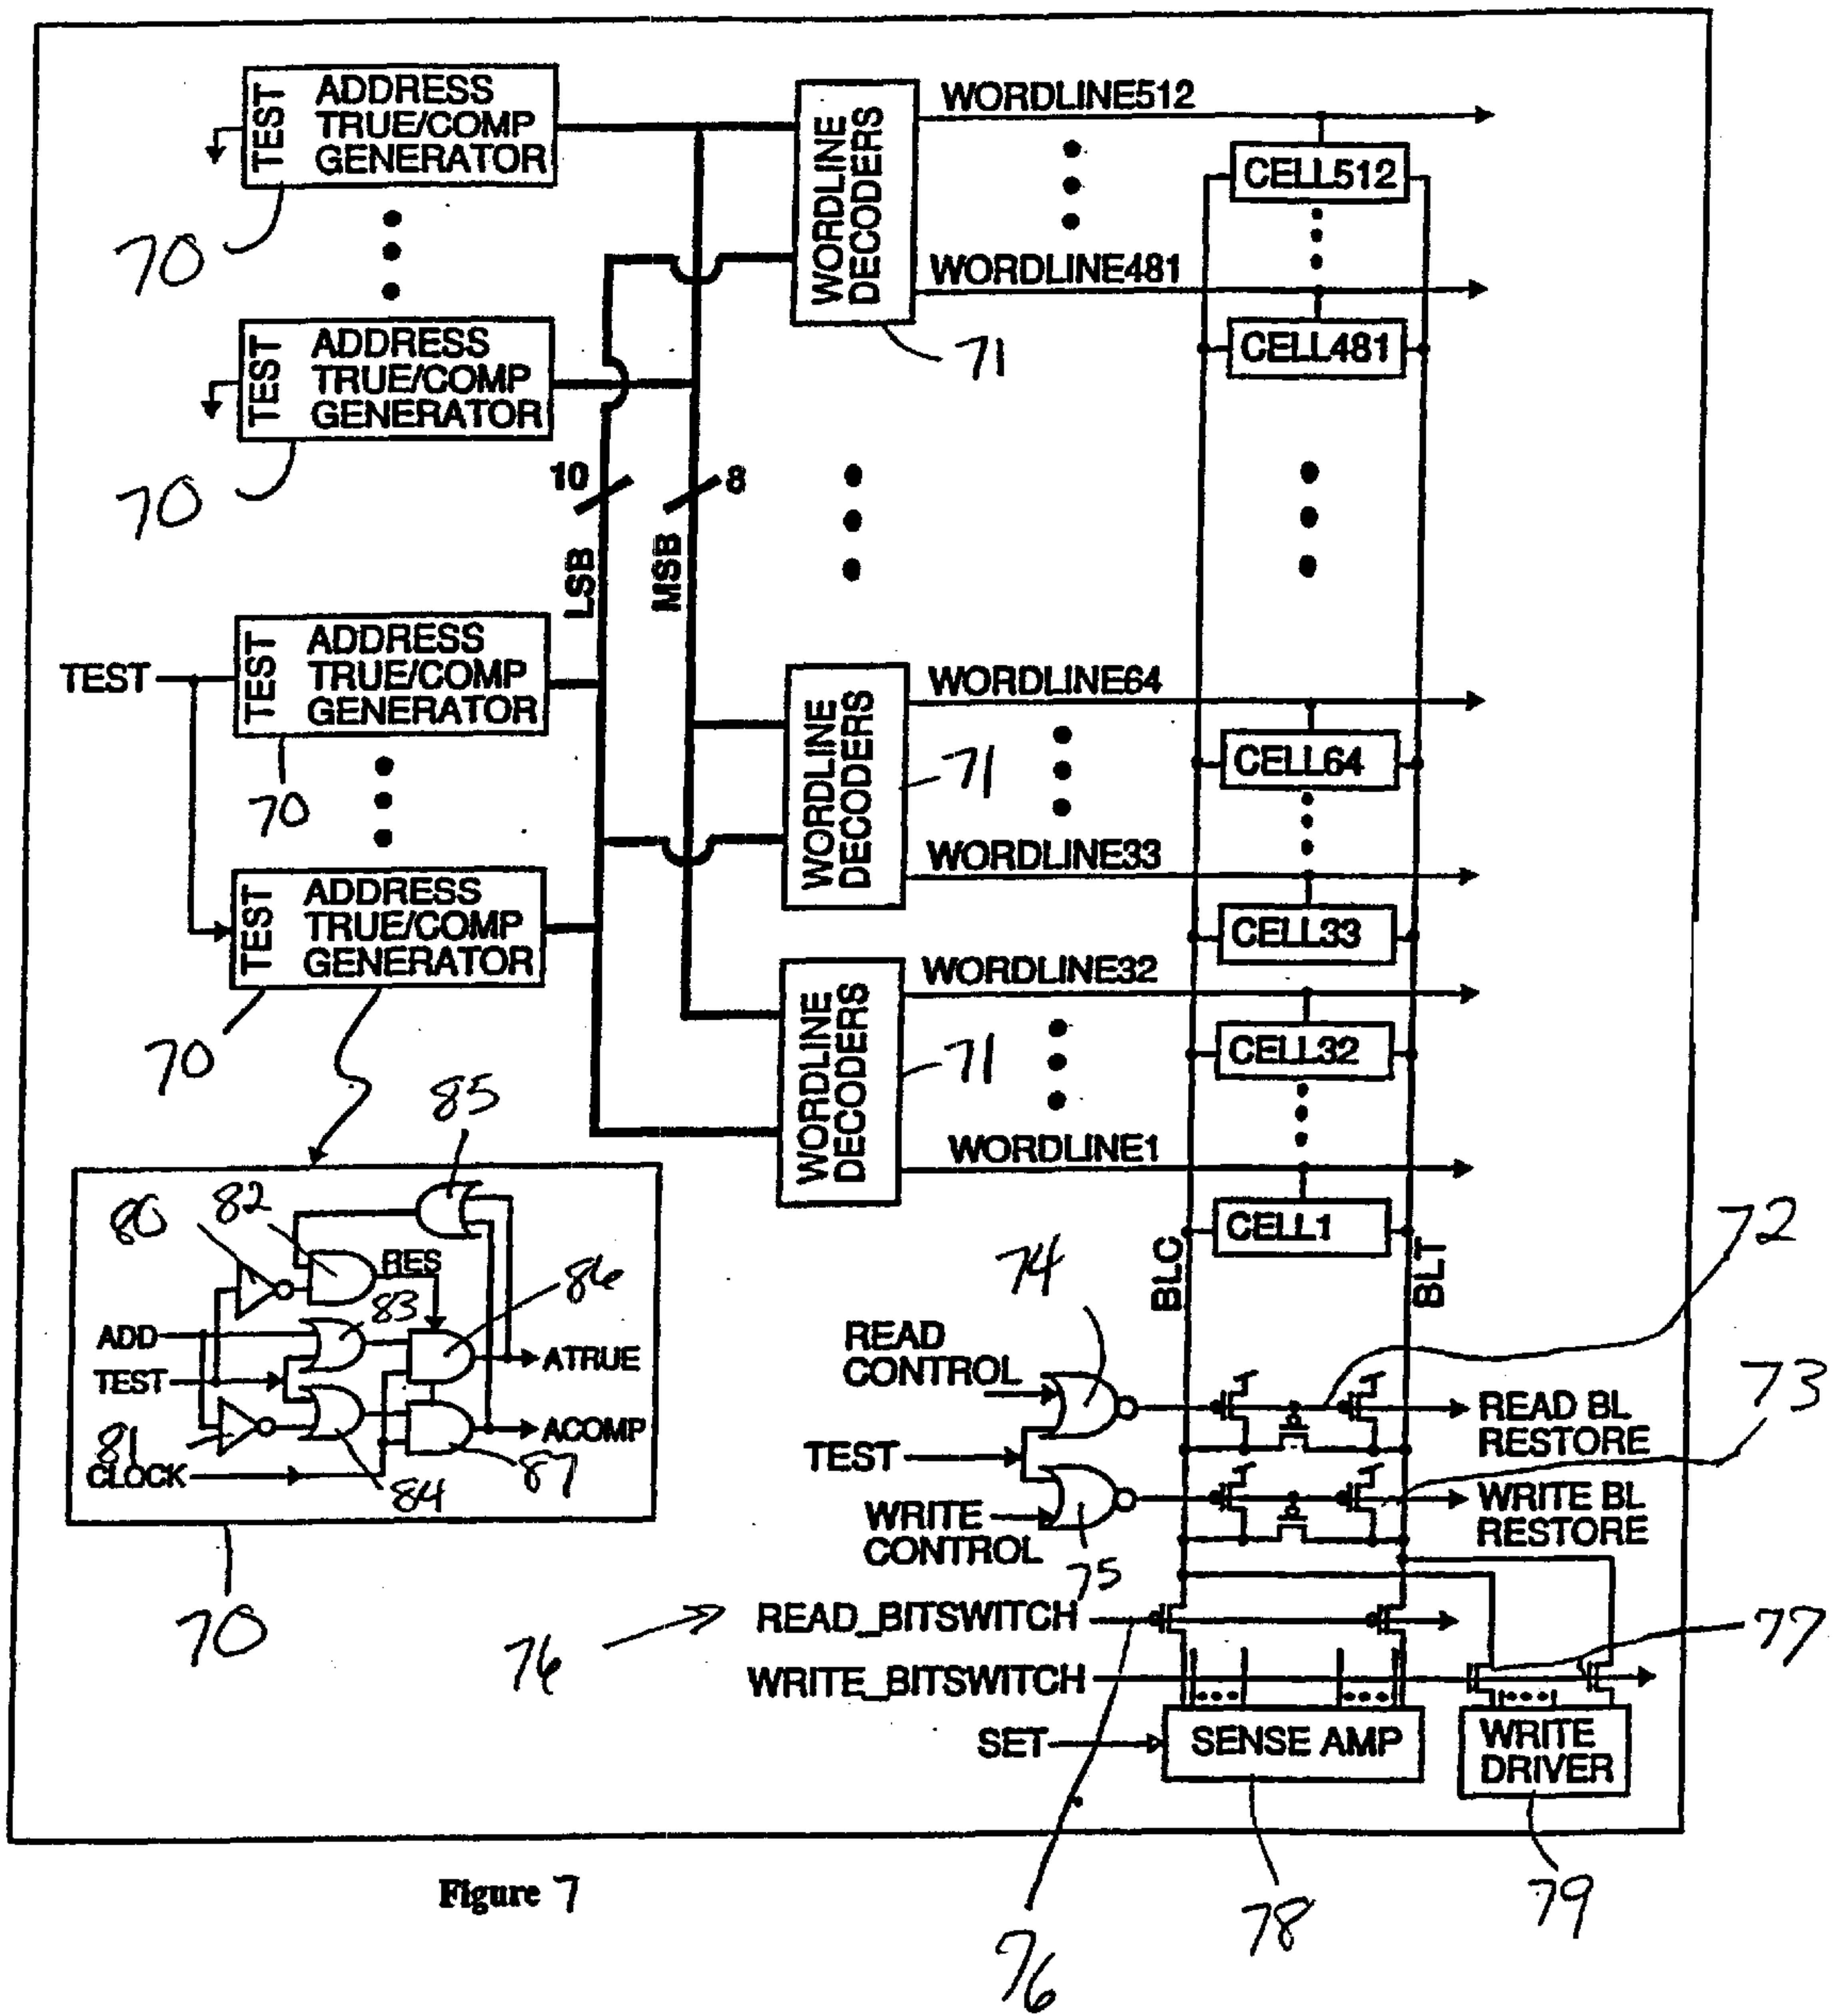 TEST
ADDRESS
TRUE/COMP
GENERATOR
70
WORDLINE
DECODERS
71
WORDLINE512
CELL512
WORDLINE481
CELL481
TEST
ADDRESS
TRUE/COMP
GENERATOR
70
10
8
LSB
MSB
TEST
TEST
ADDRESS
TRUE/COMP
GENERATOR
70
WORDLINE
DECODERS
71
WORDLINE64
CELL64
WORDLINE33
CELL33
TEST
ADDRESS
TRUE/COMP
GENERATOR
70
WORDLINE
DECODERS
71
WORDLINE32
CELL32
WORDLINE1
CELL1
BLC
BLT
85
80
82
RES
86
83
ADD
TEST
ATRUE
ACOMP
81
CLOCK
84
87
70
72
74
READ
CONTROL
73
READ BL
RESTORE
TEST
WRITE
CONTROL
75
WRITE BL
RESTORE
76
READ_BITSWITCH
77
WRITE_BITSWITCH
SET
SENSE AMP
WRITE
DRIVER
76
78
79
Figure 7